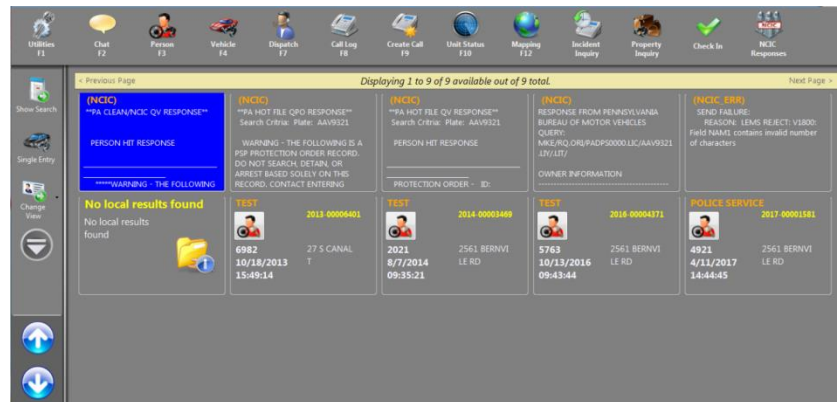 Utilities
F1
Chat
F2
Person
F3
Vehicle
F4
Dispatch
F7
Call Log
F8
Create Call
F9
Unit Status
F10
Mapping
F12
Incident
Inquiry
Property
Inquiry
Check In
NCIC
NCIC
Responses
Show Search
Single Entry
Change
View
< Previous Page
Displaying 1 to 9 of 9 available out of 9 total.
Next Page >
(NCIC)
**PA CLEAN/NCIC QV RESPONSE**
PERSON HIT RESPONSE
*****WARNING - THE FOLLOWING
(NCIC)
**PA HOT FILE QPO RESPONSE**
Search Critria: Plate: AAV9321
WARNING - THE FOLLOWING IS A
PSP PROTECTION ORDER RECORD.
DO NOT SEARCH, DETAIN, OR
ARREST BASED SOLELY ON THIS
RECORD. CONTACT ENTERING
(NCIC)
**PA HOT FILE QV RESPONSE**
Search Critria: Plate: AAV9321
PERSON HIT RESPONSE
PROTECTION ORDER - ID:
(NCIC)
RESPONSE FROM PENNSYLVANIA
BUREAU OF MOTOR VEHICLES
QUERY:
MKE/RQ.ORI/PADPS0000.LIC/AAV9321
.LIY/.LIT/
OWNER INFORMATION
(NCIC_ERR)
SEND FAILURE:
REASON: LEMS REJECT: V1800:
Field NAM1 contains invalid number
of characters
No local results found
No local results
found
TEST
2013-00006401
6982
27 S CANAL
T
10/18/2013
15:49:14
TEST
2014-00003469
2021
2561 BERNVI
LE RD
8/7/2014
09:35:21
TEST
2016-00004371
5763
2561 BERNVI
LE RD
10/13/2016
09:43:44
POLICE SERVICE
2017-00001581
4921
2561 BERNVI
LE RD
4/11/2017
14:44:45